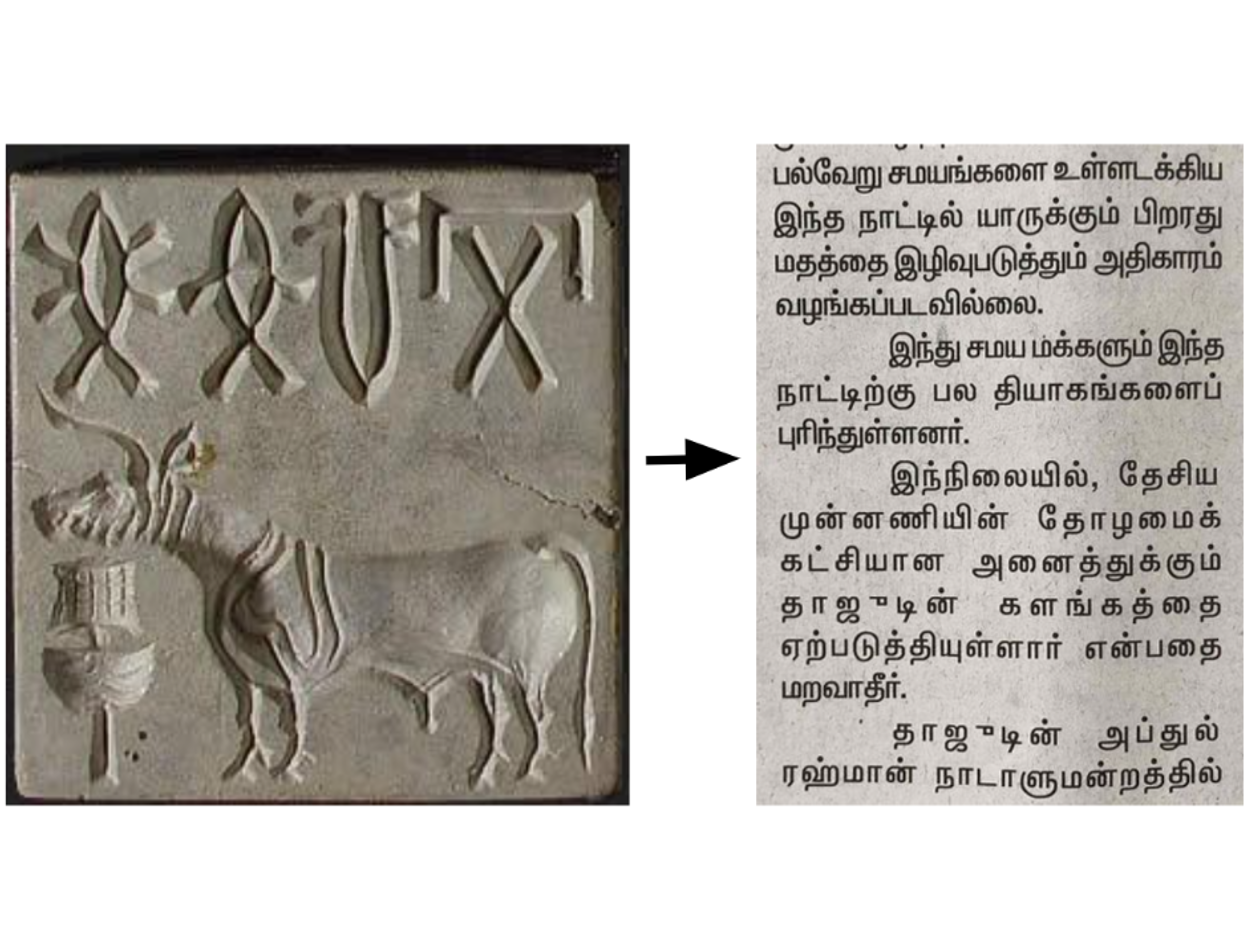 பல்வேறு சமயங்களை உள்ளடக்கிய
இந்த நாட்டில் யாருக்கும் பிறரது
மதத்தை இழிவுபடுத்தும் அதிகாரம்
வழங்கப்படவில்லை.
இந்து சமய மக்களும் இந்த
நாட்டிற்கு பல தியாகங்களைப்
புரிந்துள்ளனர்.
இந்நிலையில், தேசிய
முன்னணியின் தோழமைக்
கட்சியான அனைத்துக்கும்
தாஜுடின் களங்கத்தை
ஏற்படுத்தியுள்ளார் என்பதை
மறவாதீர்.
தாஜுடின் அப்துல்
ரஹ்மான் நாடாளுமன்றத்தில்